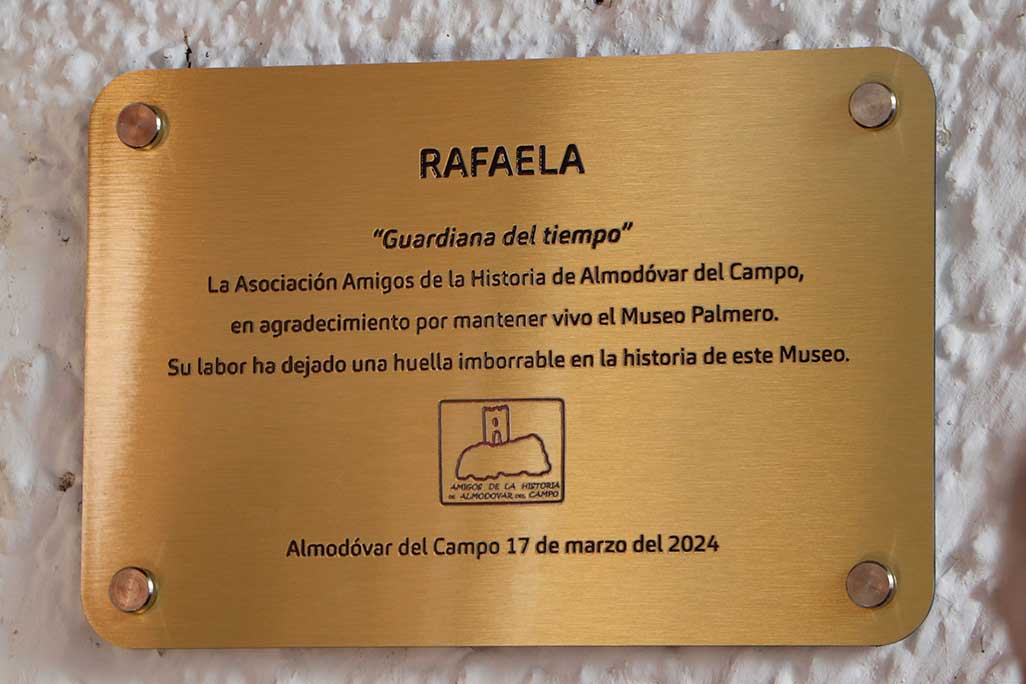 RAFAELA
“Guardiana del tiempo”
La Asociación Amigos de la Historia de Almodóvar del Campo,
en agradecimiento por mantener vivo el Museo Palmero.
Su labor ha dejado una huella imborrable en la historia de este Museo.
AMIGOS DE LA HISTORIA
DE ALMODOVAR DEL CAMPO
Almodóvar del Campo 17 de marzo del 2024